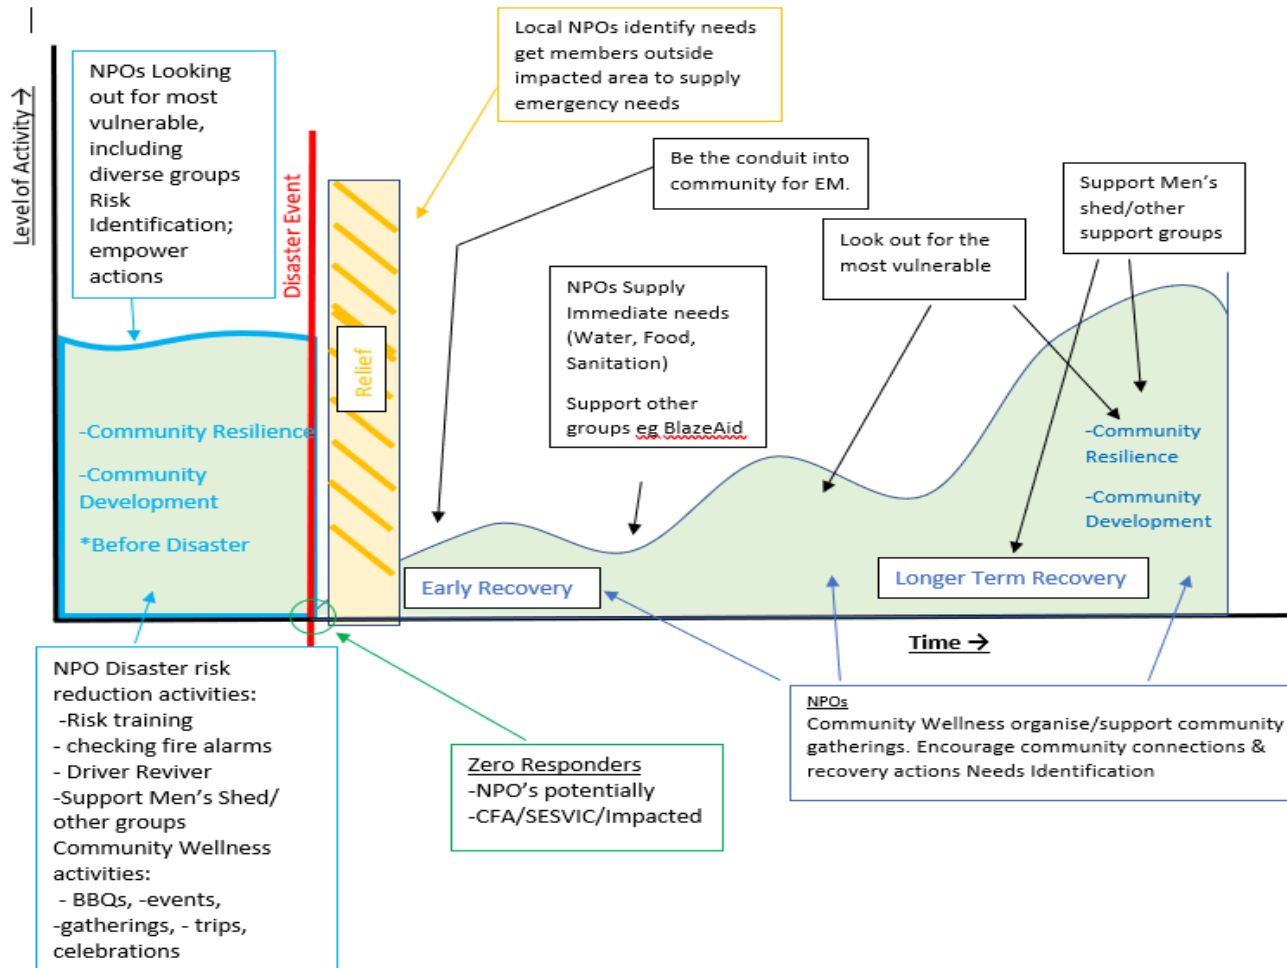 Level of Activity →
NPOs Looking
out for most
vulnerable,
including
diverse groups
Risk
Identification;
empower
actions
Disaster Event
Local NPOs identify needs
get members outside
impacted area to supply
emergency needs
Be the conduit into
community for EM.
Support Men's
shed/other
support groups
Look out for the
most vulnerable
NPOs Supply
Immediate needs
(Water, Food,
Sanitation)
Support other
groups eg BlazeAid
Relief
-Community Resilience
-Community
Development
*Before Disaster
-Community
Resilience
-Community
Development
Early Recovery
Longer Term Recovery
Time →
NPO Disaster risk
reduction activities:
-Risk training
- checking fire alarms
- Driver Reviver
-Support Men's Shed/
other groups
Community Wellness
activities:
- BBQs, -events,
-gatherings, - trips,
celebrations
Zero Responders
-NPO's potentially
-CFA/SESVIC/Impacted
NPOs
Community Wellness organise/support community
gatherings. Encourage community connections &
recovery actions Needs Identification